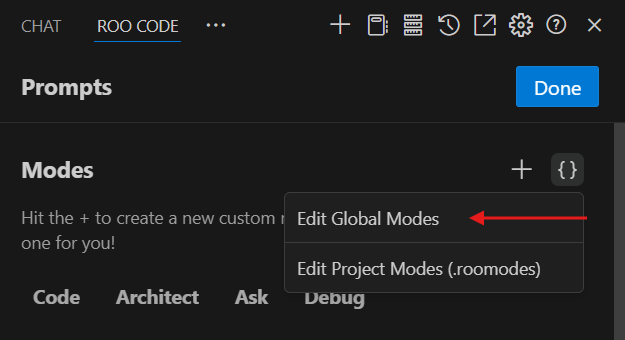 CHAT ROO CODE
Prompts
Done
Modes
{}
Hit the + to create a new custom
one for you!
Edit Global Modes
Edit Project Modes (.roomodes)
Code Architect Ask Debug